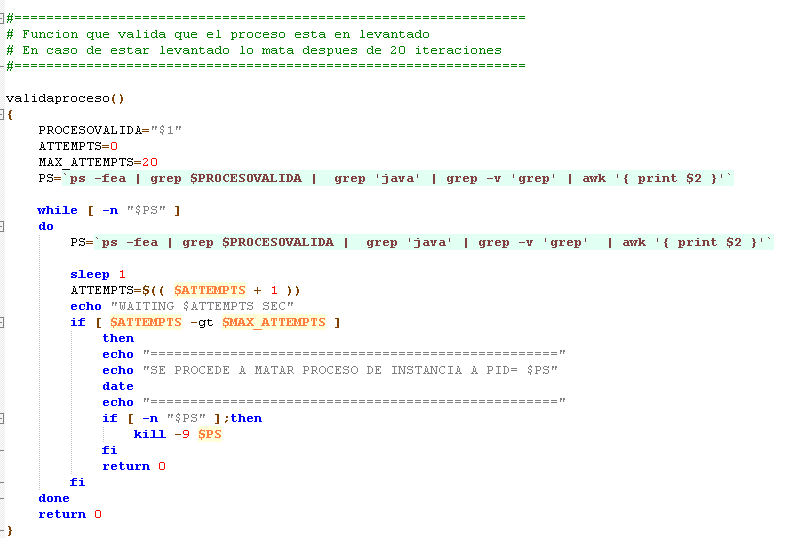 #================================================================
# Funcion que valida que el proceso esta en levantado
# En caso de estar levantado lo mata despues de 20 iteraciones
#================================================================
validaproceso()
{
    PROCESOVALIDA="$1"
    ATTEMPTS=0
    MAX_ATTEMPTS=20
    PS=`ps -fea | grep $PROCESOVALIDA |  grep 'java' | grep -v 'grep' | awk '{ print $2 }'`
    while [ -n "$PS" ]
    do
        PS=`ps -fea | grep $PROCESOVALIDA |  grep 'java' | grep -v 'grep'  | awk '{ print $2 }'`
        sleep 1
        ATTEMPTS=$(( $ATTEMPTS + 1 ))
        echo "WAITING $ATTEMPTS SEC"
        if [ $ATTEMPTS -gt $MAX_ATTEMPTS ]
            then
            echo "==================================================="
            echo "SE PROCEDE A MATAR PROCESO DE INSTANCIA A PID= $PS"
            date
            echo "==================================================="
            if [ -n "$PS" ];then
                kill -9 $PS
            fi
            return 0
        fi
    done
    return 0
}